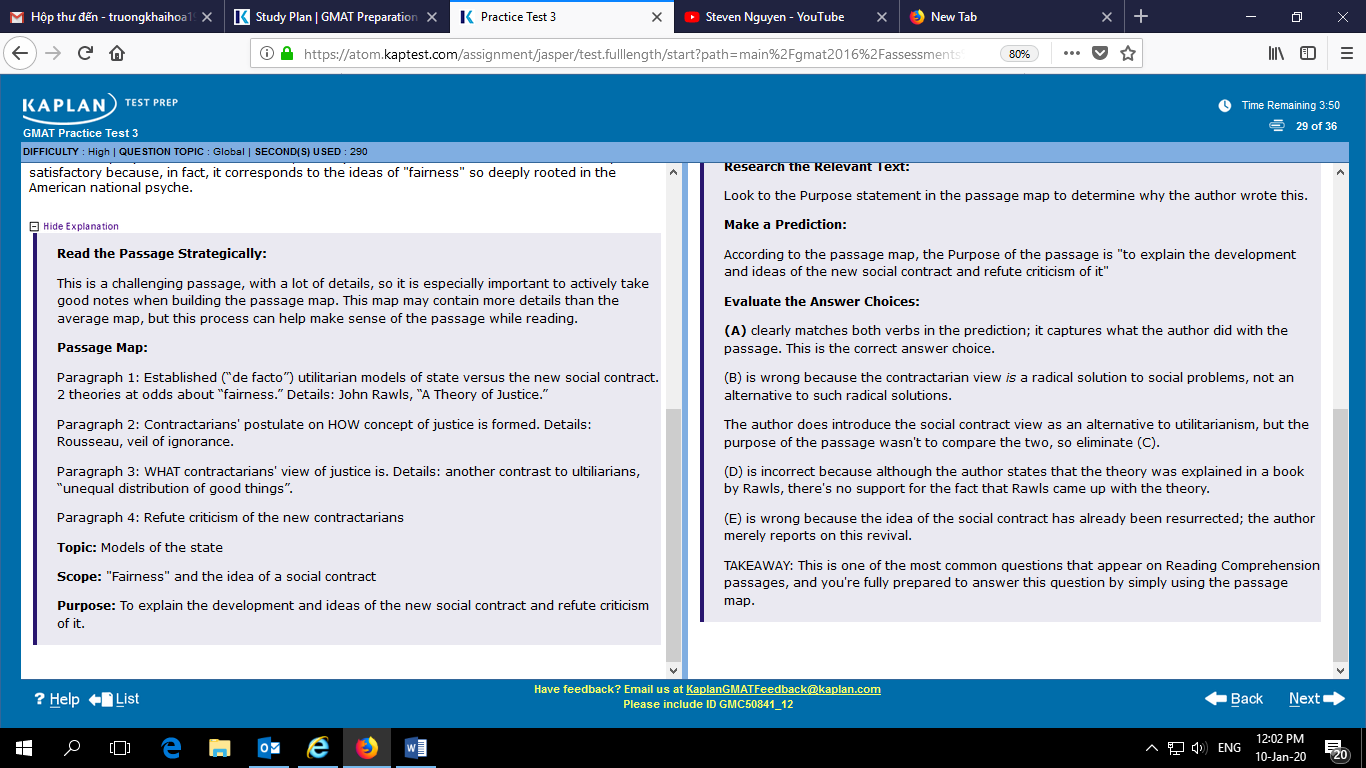 Hộp thư đến - truongkhaihoa1
Study Plan | GMAT Preparation
Practice Test 3
Steven Nguyen - YouTube
New Tab
https://atom.kaptest.com/assignment/jasper/test.fulllength/start?path=main%2Fgmat2016%2Fassessments
80%
KAPLAN TEST PREP
GMAT Practice Test 3
Time Remaining 3:50
29 of 36
DIFFICULTY : High | QUESTION TOPIC : Global | SECOND(S) USED : 290
satisfactory because, in fact, it corresponds to the ideas of "fairness" so deeply rooted in the
American national psyche.
Hide Explanation
Read the Passage Strategically:
This is a challenging passage, with a lot of details, so it is especially important to actively take
good notes when building the passage map. This map may contain more details than the
average map, but this process can help make sense of the passage while reading.
Passage Map:
Paragraph 1: Established (“de facto”) utilitarian models of state versus the new social contract.
2 theories at odds about “fairness.” Details: John Rawls, “A Theory of Justice.”
Paragraph 2: Contractarians' postulate on HOW concept of justice is formed. Details:
Rousseau, veil of ignorance.
Paragraph 3: WHAT contractarians' view of justice is. Details: another contrast to ultiliarians,
“unequal distribution of good things”.
Paragraph 4: Refute criticism of the new contractarians
Topic: Models of the state
Scope: "Fairness" and the idea of a social contract
Purpose: To explain the development and ideas of the new social contract and refute criticism
of it.
Research the Relevant Text:
Look to the Purpose statement in the passage map to determine why the author wrote this.
Make a Prediction:
According to the passage map, the Purpose of the passage is "to explain the development
and ideas of the new social contract and refute criticism of it"
Evaluate the Answer Choices:
(A) clearly matches both verbs in the prediction; it captures what the author did with the
passage. This is the correct answer choice.
(B) is wrong because the contractarian view is a radical solution to social problems, not an
alternative to such radical solutions.
The author does introduce the social contract view as an alternative to utilitarianism, but the
purpose of the passage wasn't to compare the two, so eliminate (C).
(D) is incorrect because although the author states that the theory was explained in a book
by Rawls, there's no support for the fact that Rawls came up with the theory.
(E) is wrong because the idea of the social contract has already been resurrected; the author
merely reports on this revival.
TAKEAWAY: This is one of the most common questions that appear on Reading Comprehension
passages, and you're fully prepared to answer this question by simply using the passage
map.
? Help
List
Have feedback? Email us at KaplanGMATFeedback@kaplan.com
Please include ID GMC50841_12
Back
Next
ENG
12:02 PM
10-Jan-20
20